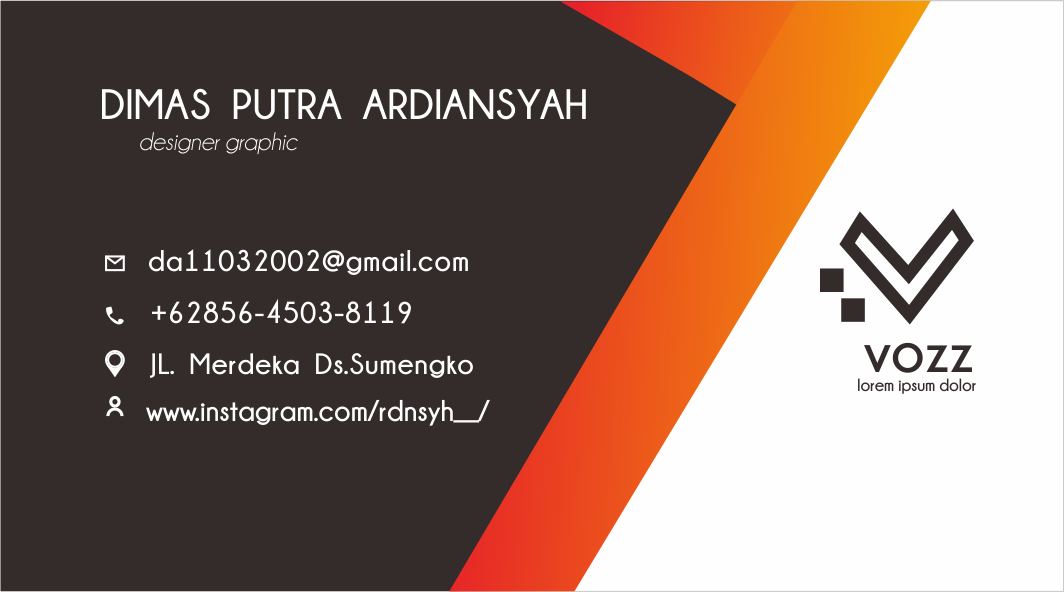 DIMAS PUTRA ARDIANSYAH
designer graphic
da11032002@gmail.com
+62856-4503-8119
JL. Merdeka Ds.Sumengko
www.instagram.com/rdnsyh__/
VOZZ
lorem ipsum dolor